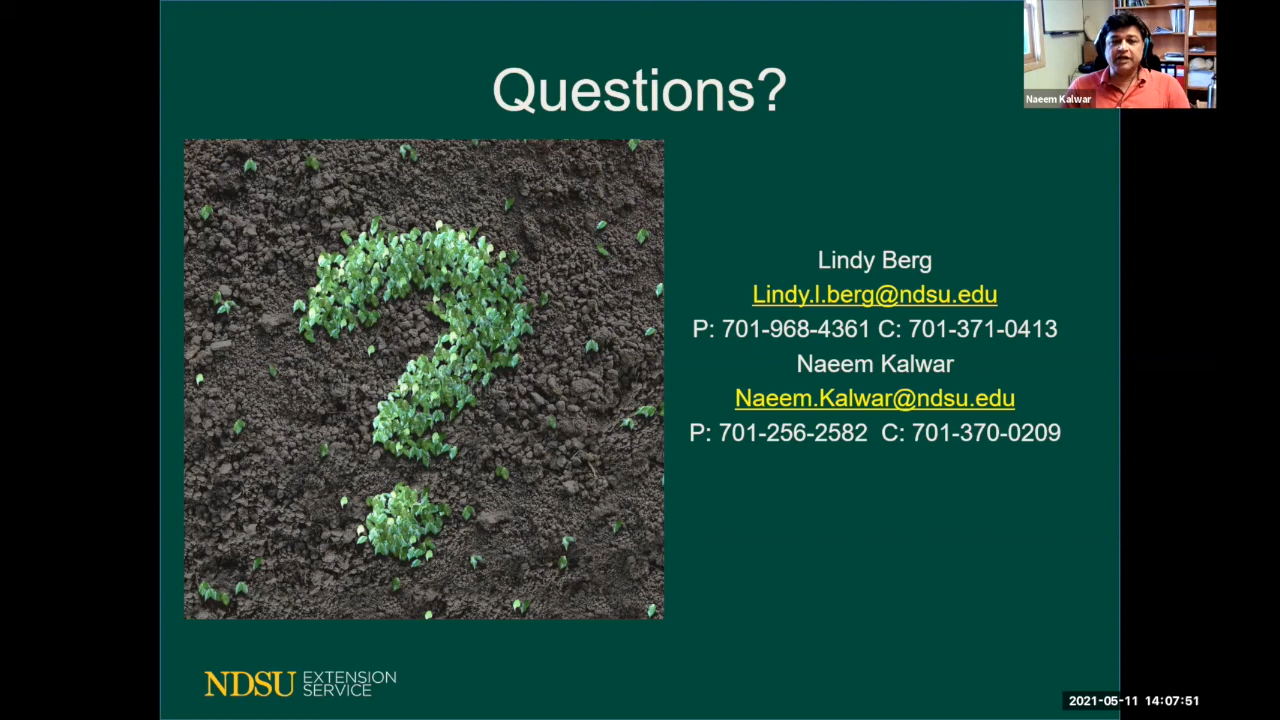 Questions?
Naeem Kalwar
Lindy Berg
Lindy.l.berg@ndsu.edu
P: 701-968-4361 C: 701-371-0413
Naeem Kalwar
Naeem.Kalwar@ndsu.edu
P: 701-256-2582  C: 701-370-0209
NDSU EXTENSION
SERVICE
2021-05-11 14:07:51